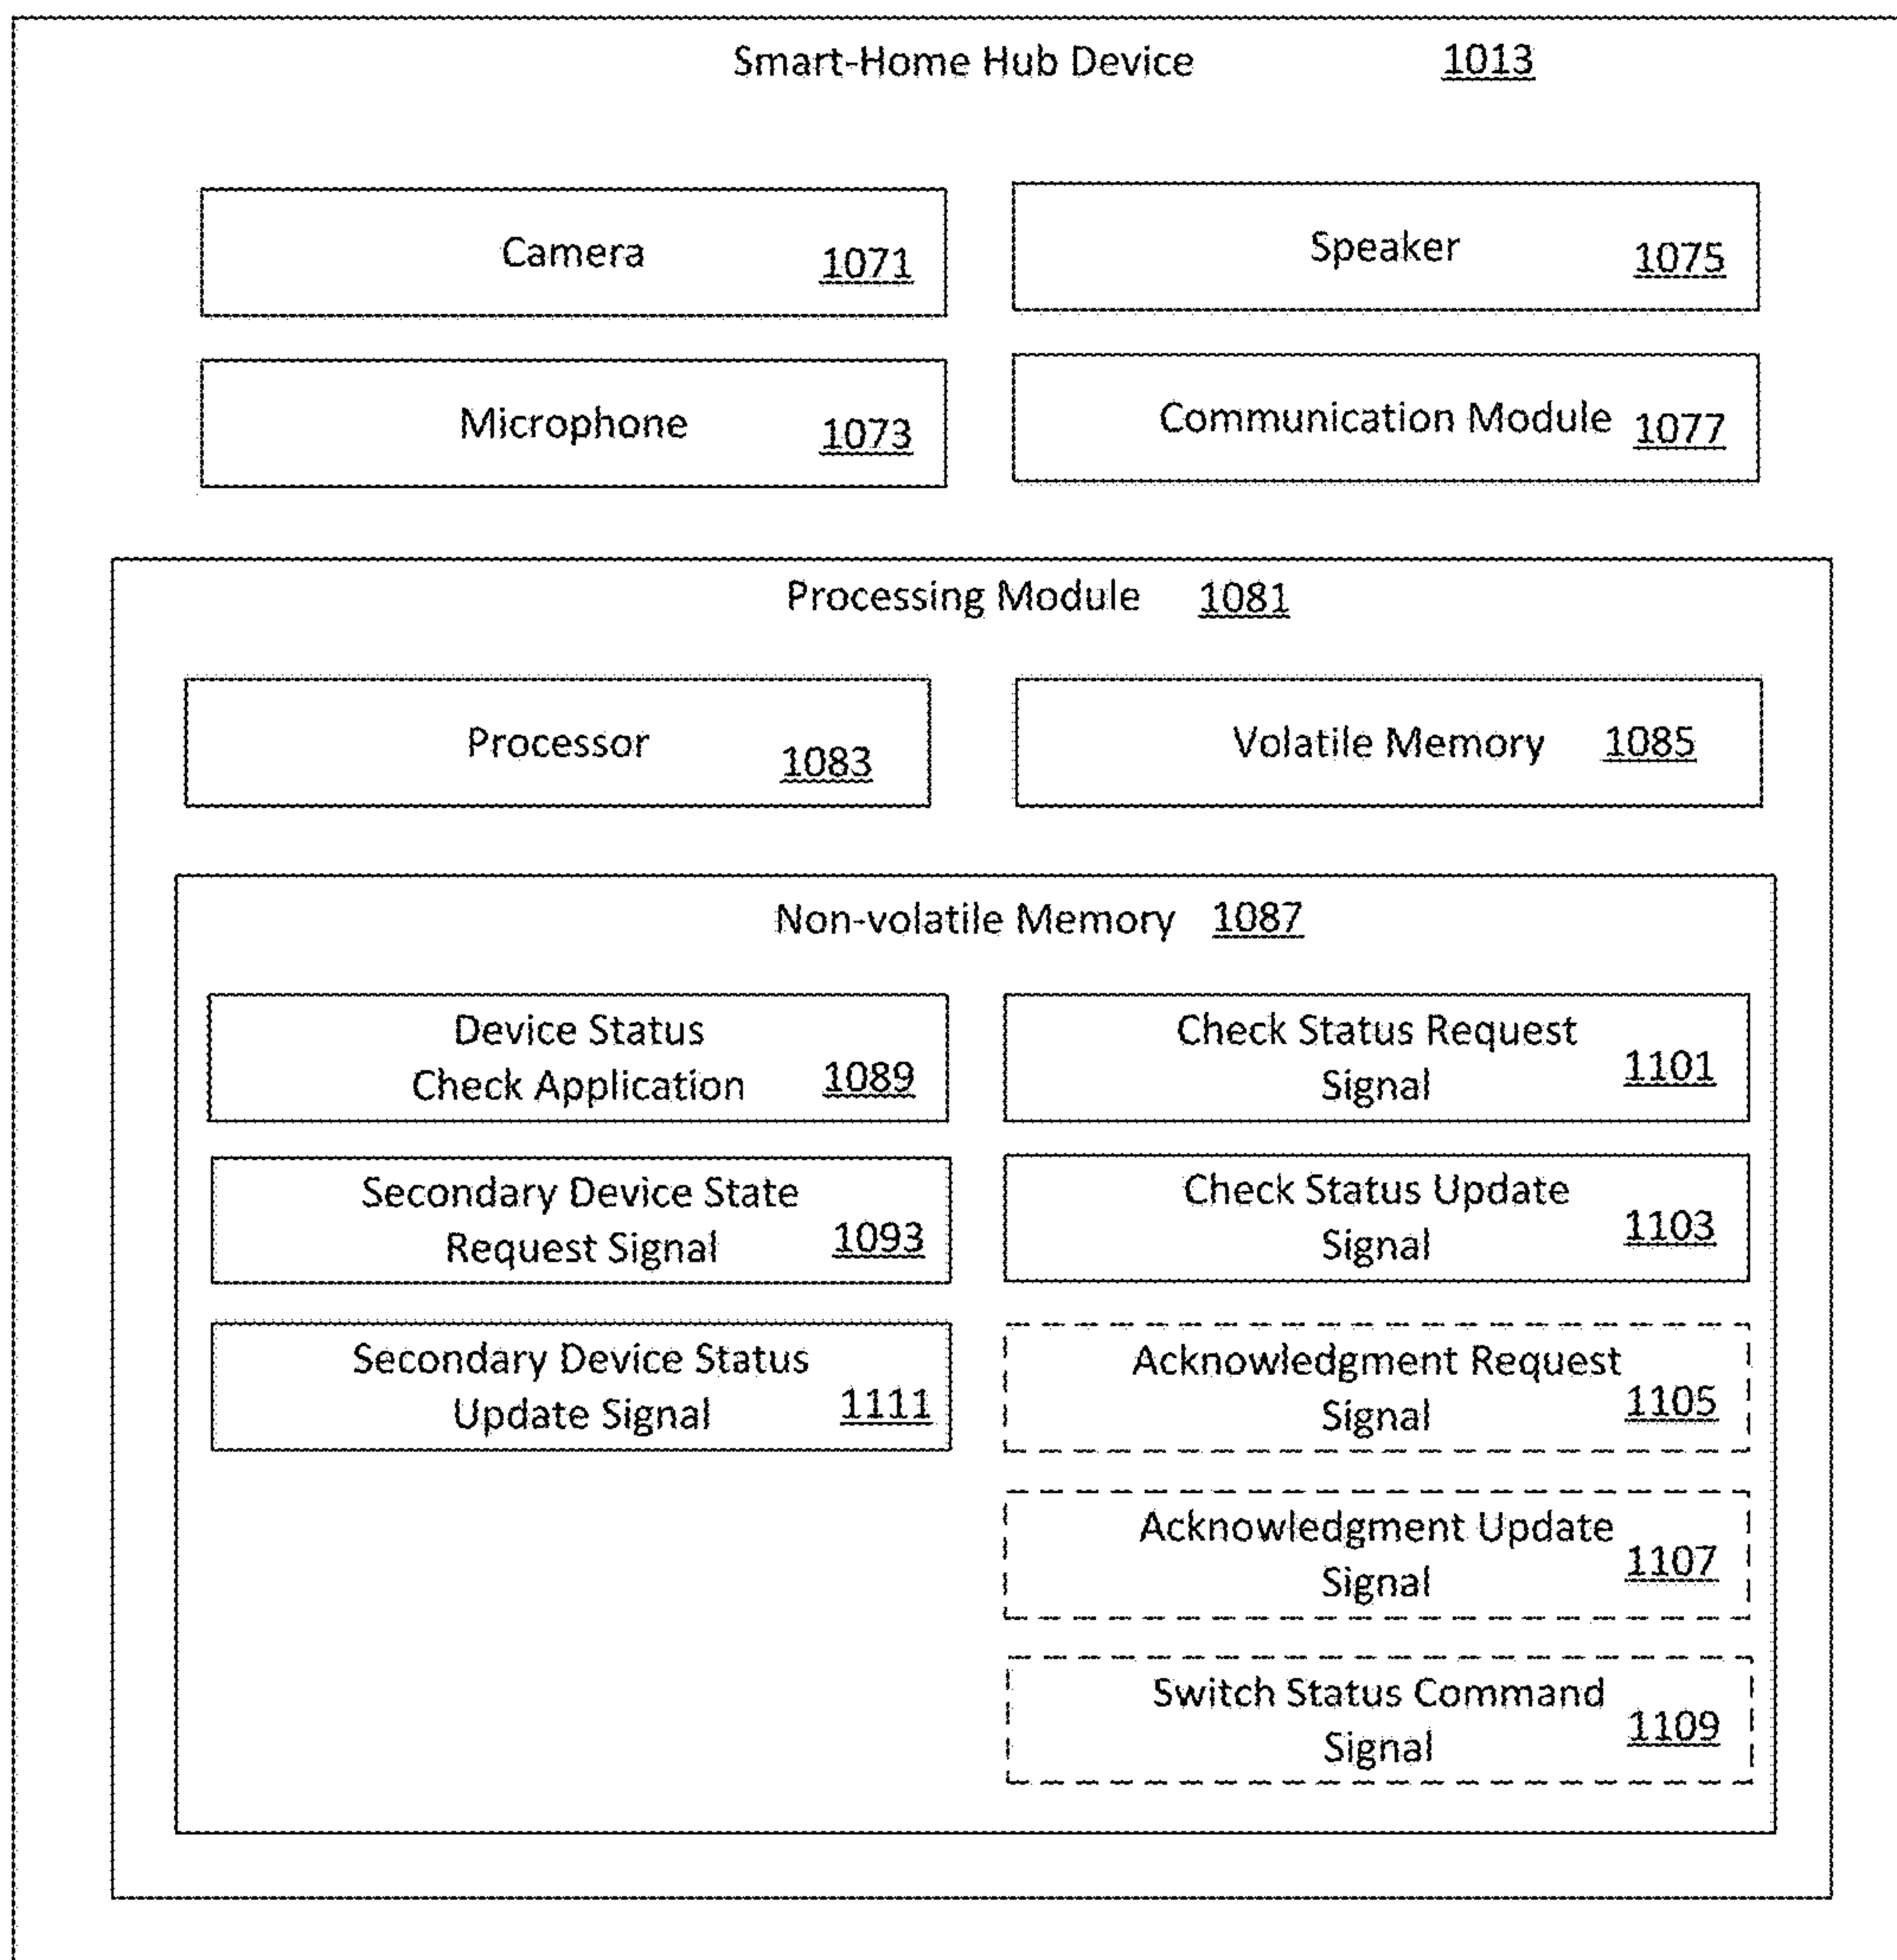 Smart-Home Hub Device 1013
Camera 1071
Speaker 1075
Microphone 1073
Communication Module 1077
Processing Module 1081
Processor 1083
Volatile Memory 1085
Non-volatile Memory 1087
Device Status
Check Application 1089
Check Status Request
Signal 1101
Secondary Device State
Request Signal 1093
Check Status Update
Signal 1103
Secondary Device Status
Update Signal 1111
Acknowledgment Request
Signal 1105
Acknowledgment Update
Signal 1107
Switch Status Command
Signal 1109